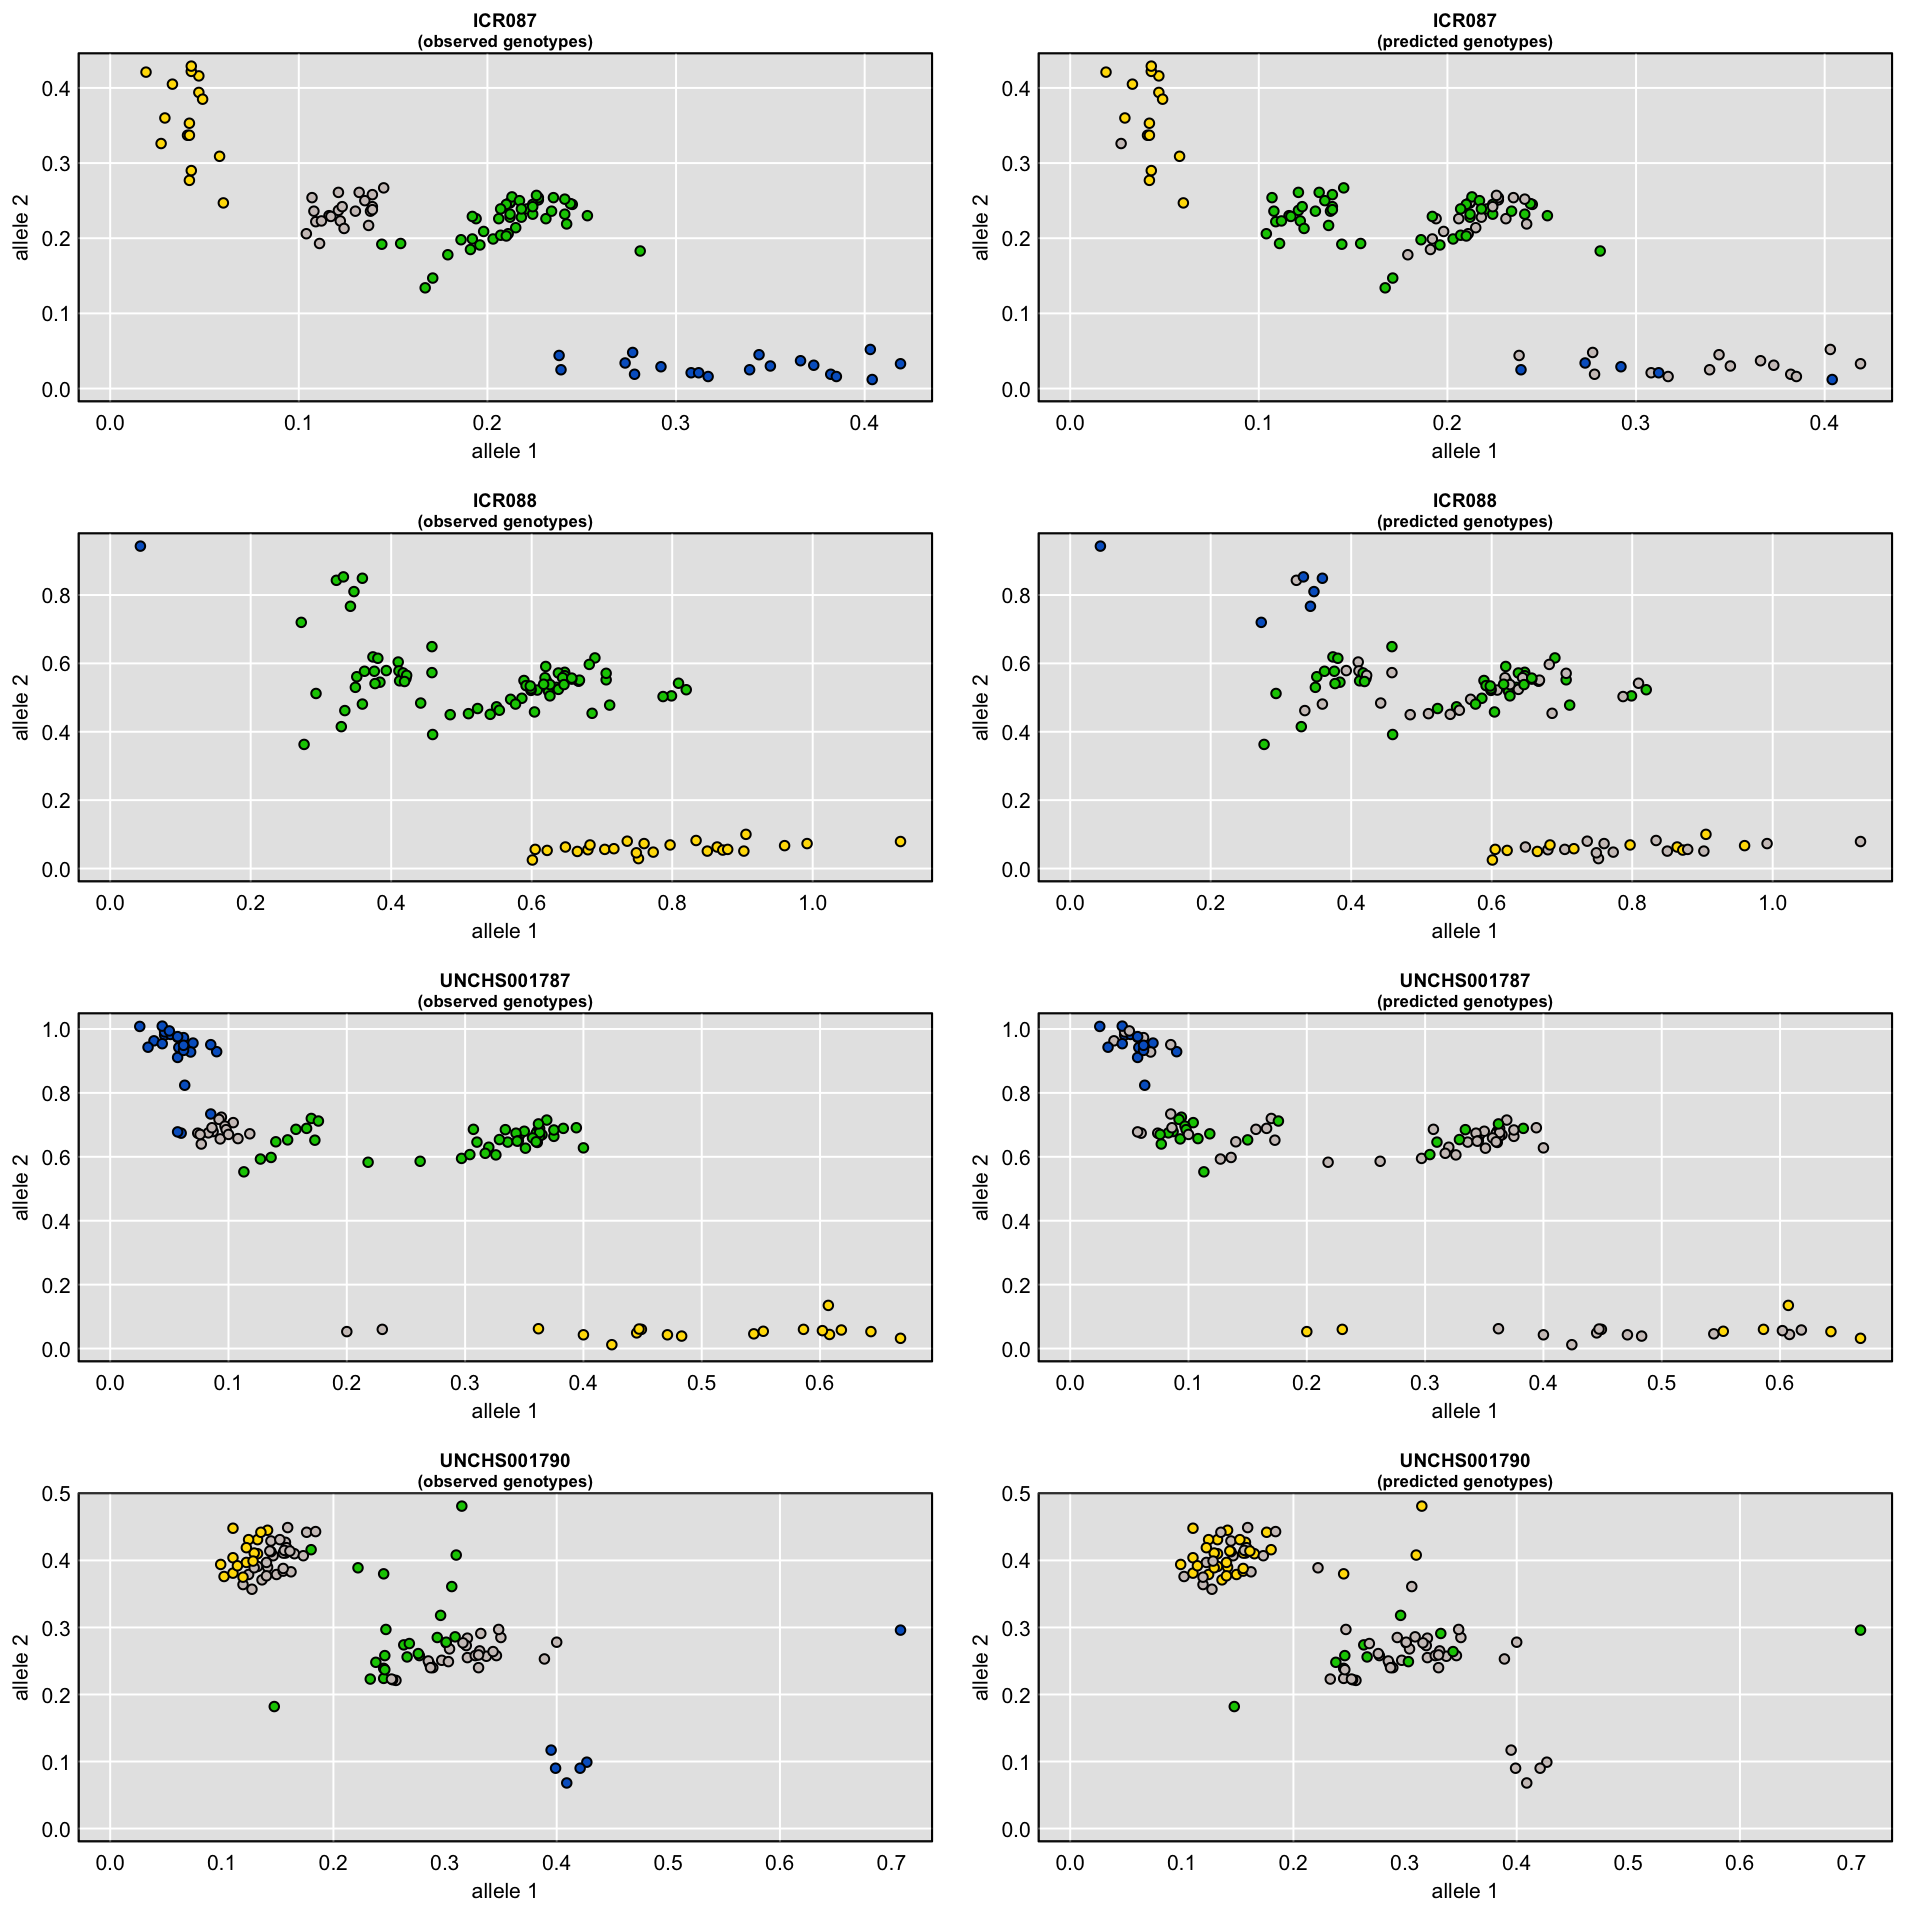 ICR087
(observed genotypes)
allele 2
0.4
0.3
0.2
0.1
0.0
0.0 0.1 0.2 0.3 0.4
allele 1
ICR087
(predicted genotypes)
allele 2
0.4
0.3
0.2
0.1
0.0
0.0 0.1 0.2 0.3 0.4
allele 1
ICR088
(observed genotypes)
allele 2
0.8
0.6
0.4
0.2
0.0
0.0 0.2 0.4 0.6 0.8 1.0
allele 1
ICR088
(predicted genotypes)
allele 2
0.8
0.6
0.4
0.2
0.0
0.0 0.2 0.4 0.6 0.8 1.0
allele 1
UNCHS001787
(observed genotypes)
allele 2
1.0
0.8
0.6
0.4
0.2
0.0
0.0 0.1 0.2 0.3 0.4 0.5 0.6
allele 1
UNCHS001787
(predicted genotypes)
allele 2
1.0
0.8
0.6
0.4
0.2
0.0
0.0 0.1 0.2 0.3 0.4 0.5 0.6
allele 1
UNCHS001790
(observed genotypes)
allele 2
0.5
0.4
0.3
0.2
0.1
0.0
0.0 0.1 0.2 0.3 0.4 0.5 0.6 0.7
allele 1
UNCHS001790
(predicted genotypes)
allele 2
0.5
0.4
0.3
0.2
0.1
0.0
0.0 0.1 0.2 0.3 0.4 0.5 0.6 0.7
allele 1